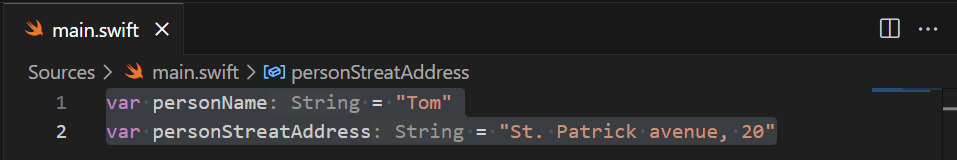 main.swift
Sources > main.swift > personStreatAddress
1 var personName: String = "Tom"
2 var personStreatAddress: String = "St. Patrick avenue, 20"